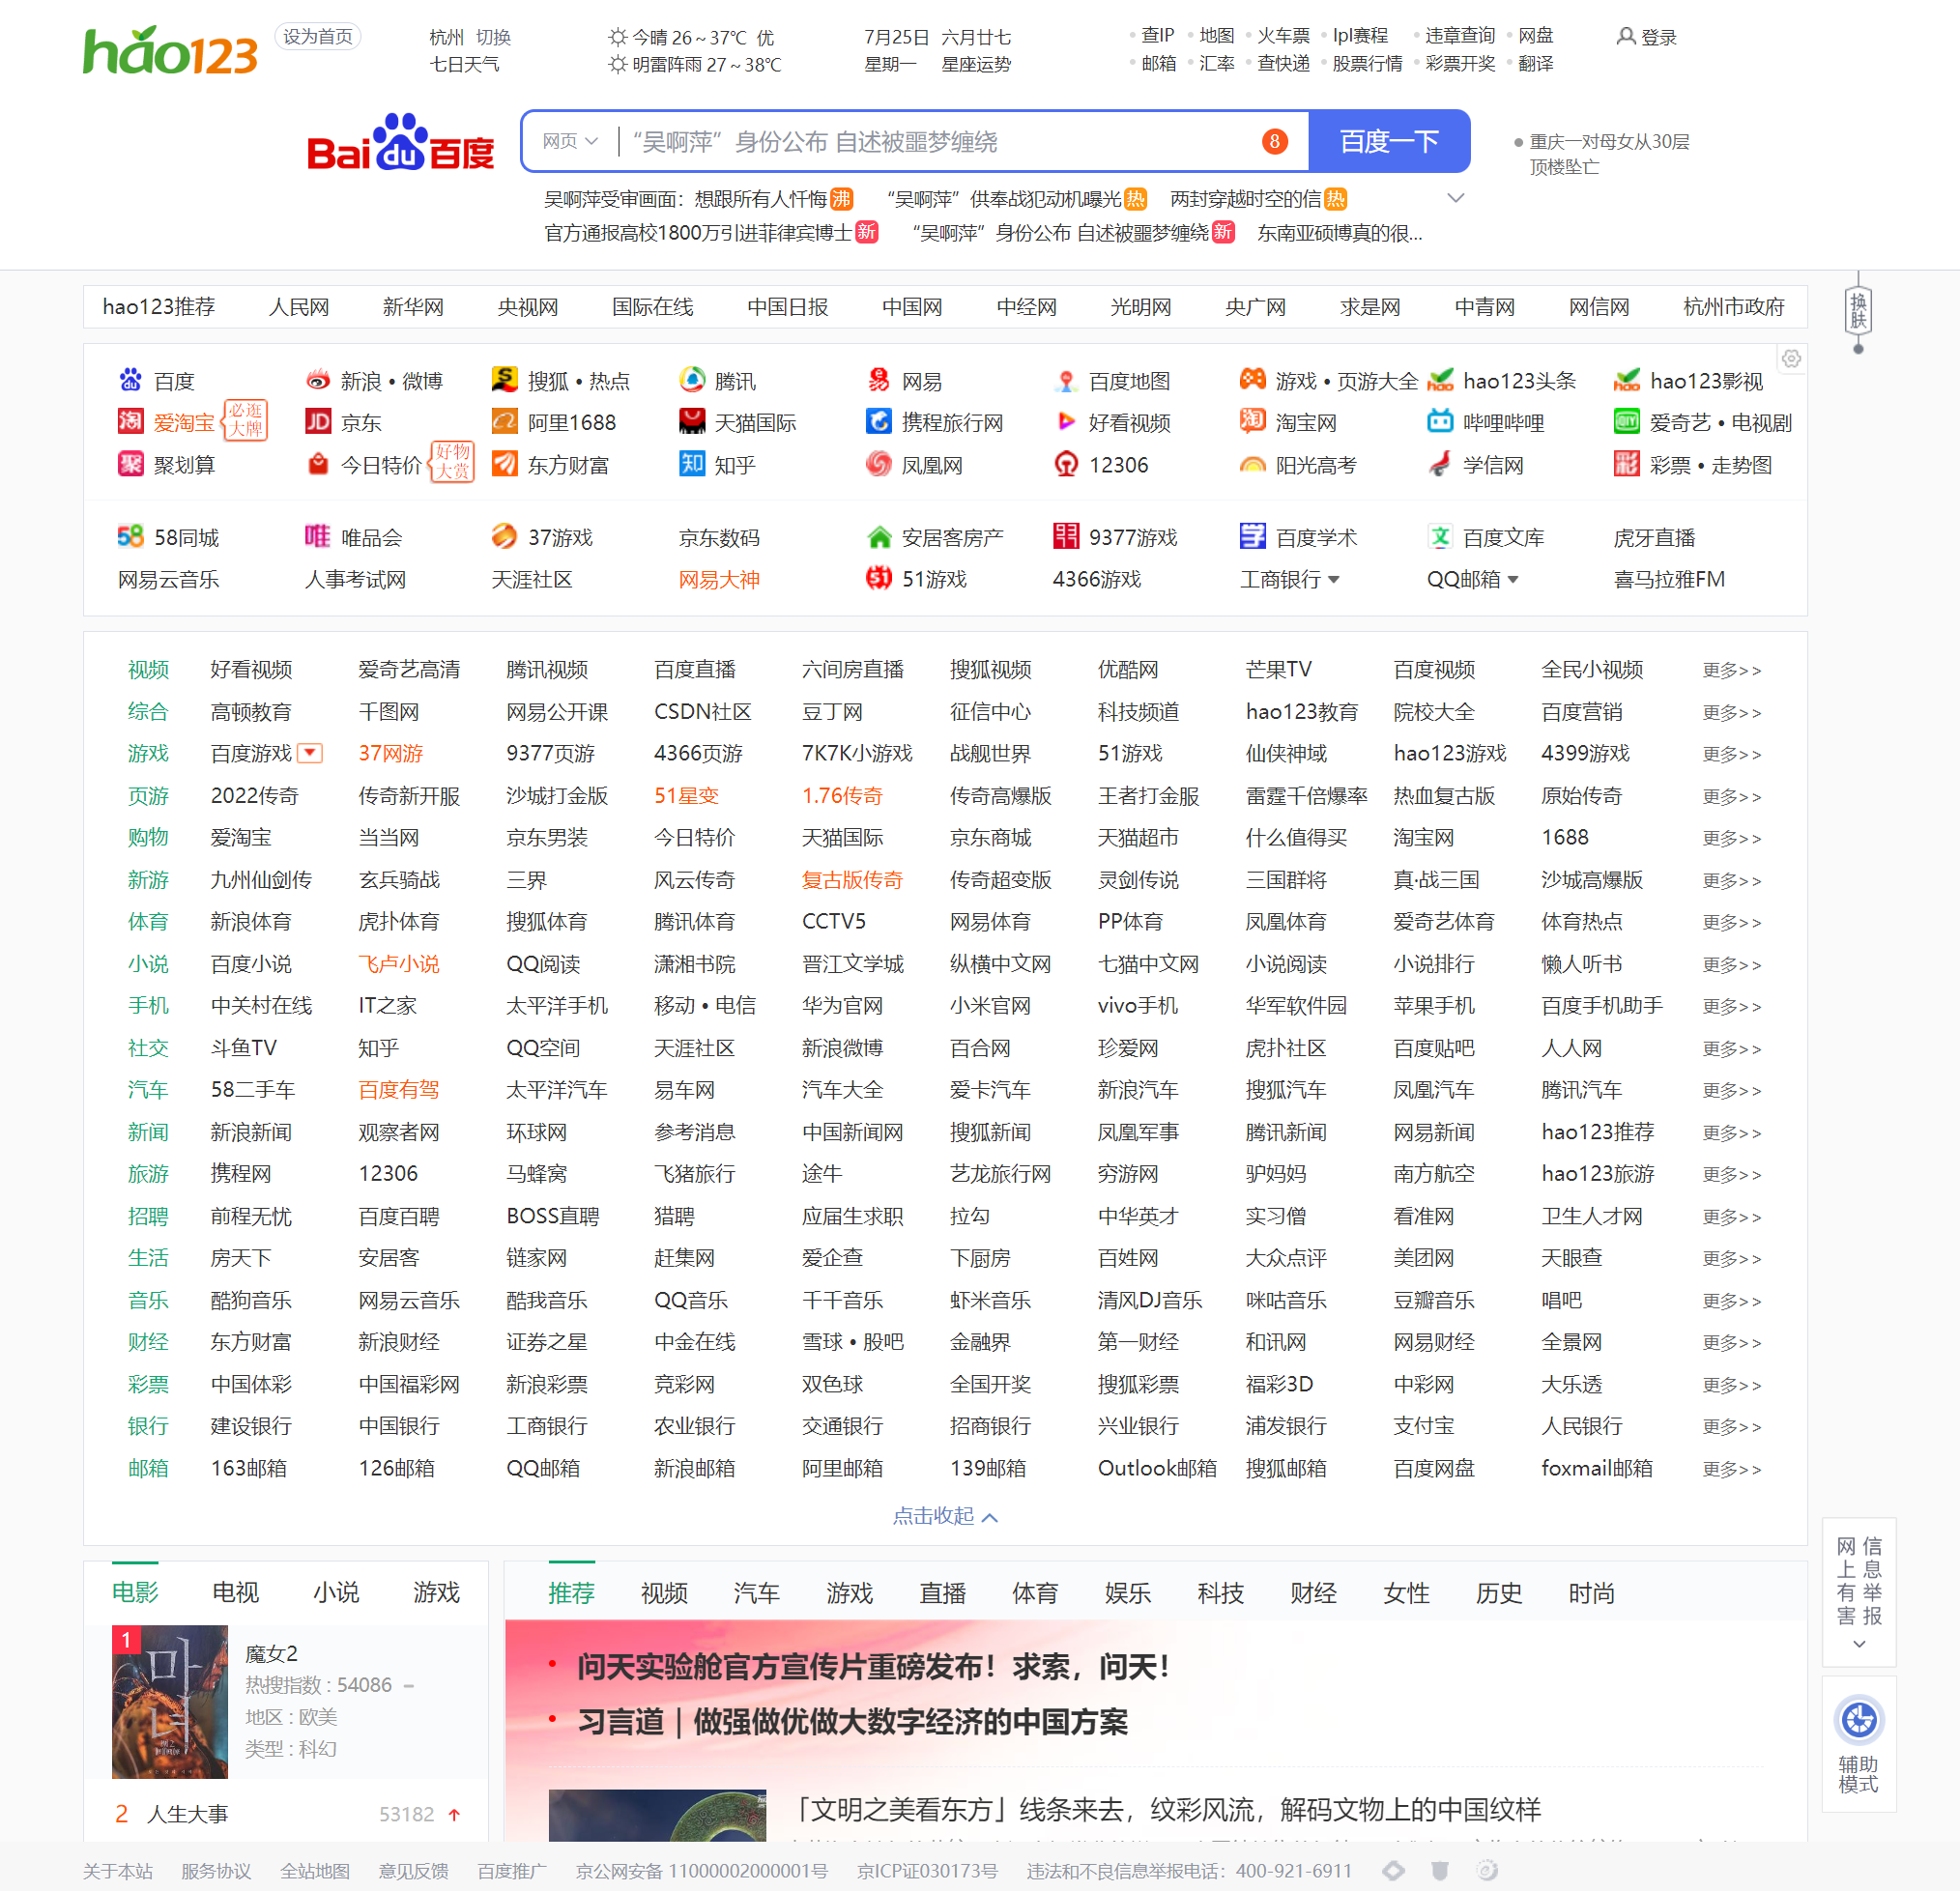 hao123 设为首页 杭州 切换 今晴 26 ~ 37℃ 优 7月25日 六月廿七 查IP 地图 火车票 lpl赛程 违章查询 网盘 登录
七日天气 明雷阵雨 27 ~ 38℃ 星期一 星座运势 邮箱 汇率 查快递 股票行情 彩票开奖 翻译
Bai du 百度 网页 “吴啊萍”身份公布 自述被噩梦缠绕 8 百度一下 重庆一对母女从30层
顶楼坠亡
吴啊萍受审画面：想跟所有人忏悔 沸 “吴啊萍”供奉战犯动机曝光 热 两封穿越时空的信 热
官方通报高校1800万引进菲律宾博士 新 “吴啊萍”身份公布 自述被噩梦缠绕 新 东南亚硕博真的很...
hao123推荐 人民网 新华网 央视网 国际在线 中国日报 中国网 中经网 光明网 央广网 求是网 中青网 网信网 杭州市政府
换肤
百度 新浪 • 微博 搜狐 • 热点 腾讯 网易 百度地图 游戏 • 页游大全 hao123头条 hao123影视
爱淘宝 必逛大牌 京东 阿里1688 天猫国际 携程旅行网 好看视频 淘宝网 哔哩哔哩 爱奇艺 • 电视剧
聚划算 今日特价 好物大赏 东方财富 知乎 凤凰网 12306 阳光高考 学信网 彩票 • 走势图
58同城 唯品会 37游戏 京东数码 安居客房产 9377游戏 百度学术 百度文库 虎牙直播
网易云音乐 人事考试网 天涯社区 网易大神 51游戏 4366游戏 工商银行 QQ邮箱 喜马拉雅FM
视频 好看视频 爱奇艺高清 腾讯视频 百度直播 六间房直播 搜狐视频 优酷网 芒果TV 百度视频 全民小视频 更多>>
综合 高顿教育 千图网 网易公开课 CSDN社区 豆丁网 征信中心 科技频道 hao123教育 院校大全 百度营销 更多>>
游戏 百度游戏 37网游 9377页游 4366页游 7K7K小游戏 战舰世界 51游戏 仙侠神域 hao123游戏 4399游戏 更多>>
页游 2022传奇 传奇新开服 沙城打金版 51星变 1.76传奇 传奇高爆版 王者打金服 雷霆千倍爆率 热血复古版 原始传奇 更多>>
购物 爱淘宝 当当网 京东男装 今日特价 天猫国际 京东商城 天猫超市 什么值得买 淘宝网 1688 更多>>
新游 九州仙剑传 玄兵骑战 三界 风云传奇 复古版传奇 传奇超变版 灵剑传说 三国群将 真·战三国 沙城高爆版 更多>>
体育 新浪体育 虎扑体育 搜狐体育 腾讯体育 CCTV5 网易体育 PP体育 凤凰体育 爱奇艺体育 体育热点 更多>>
小说 百度小说 飞卢小说 QQ阅读 潇湘书院 晋江文学城 纵横中文网 七猫中文网 小说阅读 小说排行 懒人听书 更多>>
手机 中关村在线 IT之家 太平洋手机 移动 • 电信 华为官网 小米官网 vivo手机 华军软件园 苹果手机 百度手机助手 更多>>
社交 斗鱼TV 知乎 QQ空间 天涯社区 新浪微博 百合网 珍爱网 虎扑社区 百度贴吧 人人网 更多>>
汽车 58二手车 百度有驾 太平洋汽车 易车网 汽车大全 爱卡汽车 新浪汽车 搜狐汽车 凤凰汽车 腾讯汽车 更多>>
新闻 新浪新闻 观察者网 环球网 参考消息 中国新闻网 搜狐新闻 凤凰军事 腾讯新闻 网易新闻 hao123推荐 更多>>
旅游 携程网 12306 马蜂窝 飞猪旅行 途牛 艺龙旅行网 穷游网 驴妈妈 南方航空 hao123旅游 更多>>
招聘 前程无忧 百度百聘 BOSS直聘 猎聘 应届生求职 拉勾 中华英才 实习僧 看准网 卫生人才网 更多>>
生活 房天下 安居客 链家网 赶集网 爱企查 下厨房 百姓网 大众点评 美团网 天眼查 更多>>
音乐 酷狗音乐 网易云音乐 酷我音乐 QQ音乐 千千音乐 虾米音乐 清风DJ音乐 咪咕音乐 豆瓣音乐 唱吧 更多>>
财经 东方财富 新浪财经 证券之星 中金在线 雪球 • 股吧 金融界 第一财经 和讯网 网易财经 全景网 更多>>
彩票 中国体彩 中国福彩网 新浪彩票 竞彩网 双色球 全国开奖 搜狐彩票 福彩3D 中彩网 大乐透 更多>>
银行 建设银行 中国银行 工商银行 农业银行 交通银行 招商银行 兴业银行 浦发银行 支付宝 人民银行 更多>>
邮箱 163邮箱 126邮箱 QQ邮箱 新浪邮箱 阿里邮箱 139邮箱 Outlook邮箱 搜狐邮箱 百度网盘 foxmail邮箱 更多>>
点击收起
网上有害信息举报
电影 电视 小说 游戏
1 魔女2
热搜指数 : 54086
地区 : 欧美
类型 : 科幻
2 人生大事 53182
推荐 视频 汽车 游戏 直播 体育 娱乐 科技 财经 女性 历史 时尚
问天实验舱官方宣传片重磅发布！求索，问天！
习言道｜做强做优做大数字经济的中国方案
「文明之美看东方」线条来去，纹彩风流，解码文物上的中国纹样
辅助模式
关于本站 服务协议 全站地图 意见反馈 百度推广 京公网安备 11000002000001号 京ICP证030173号 违法和不良信息举报电话：400-921-6911